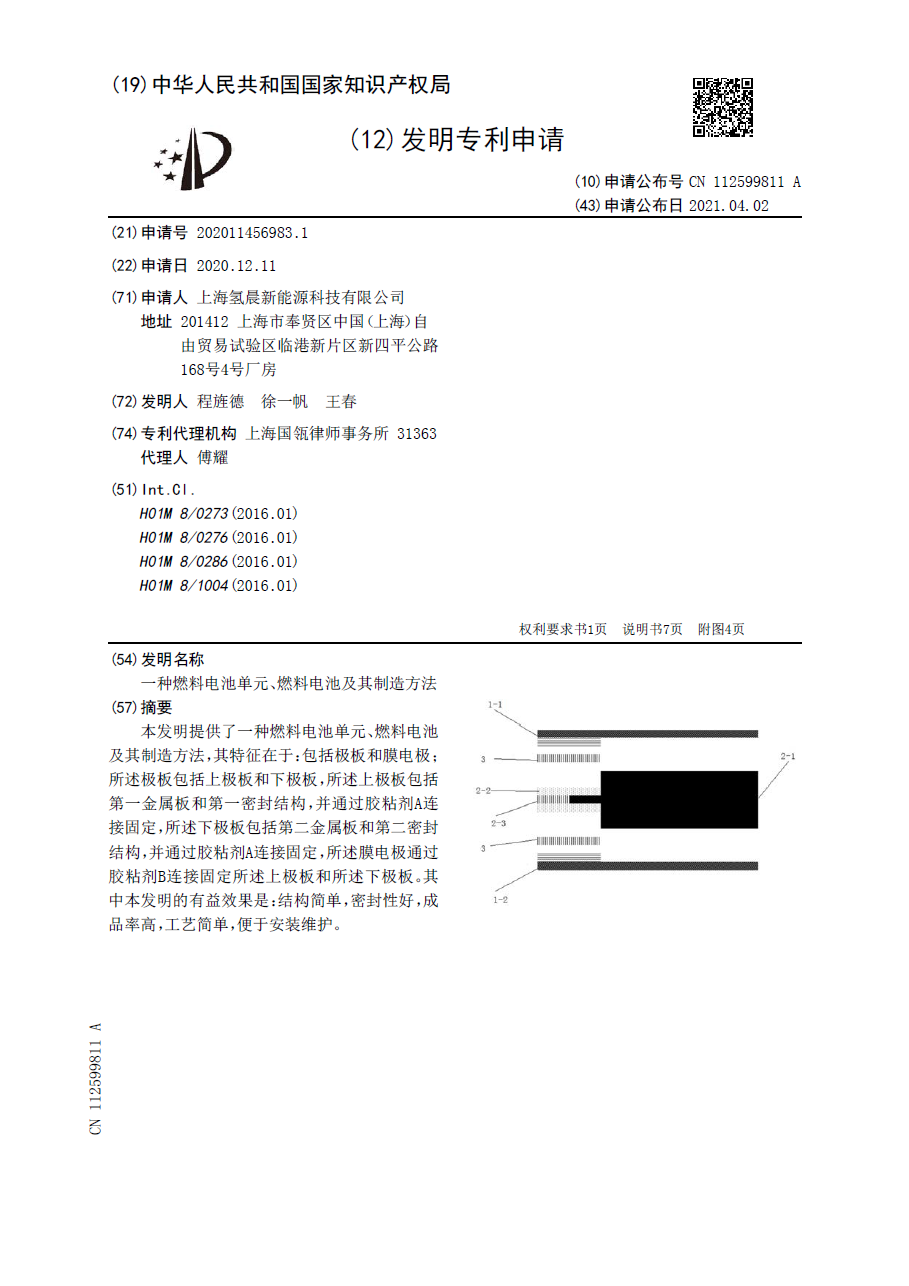 (19)中华人民共和国国家知识产权局
(12)发明专利申请
(10)申请公布号 CN 112599811 A
(43)申请公布日 2021.04.02
(21)申请号 202011456983.1
(22)申请日 2020.12.11
(71)申请人 上海氢晨新能源科技有限公司
地址 201412 上海市奉贤区中国(上海)自
由贸易试验区临港新片区新四平公路
168号4号厂房
(72)发明人 程旌德 徐一帆 王春
(74)专利代理机构 上海国瓴律师事务所 31363
代理人 傅耀
(51)Int.Cl.
H01M 8/0273(2016.01)
H01M 8/0276(2016.01)
H01M 8/0286(2016.01)
H01M 8/1004(2016.01)
权利要求书1页 说明书7页 附图4页
(54)发明名称
一种燃料电池单元、燃料电池及其制造方法
(57)摘要
本发明提供了一种燃料电池单元、燃料电池
及其制造方法,其特征在于:包括极板和膜电极;
所述极板包括上极板和下极板,所述上极板包括
第一金属板和第一密封结构,并通过胶粘剂A连
接固定,所述下极板包括第二金属板和第二密封
结构,并通过胶粘剂A连接固定,所述膜电极通过
胶粘剂B连接固定所述上极板和所述下极板。其
中本发明的有益效果是:结构简单,密封性好,成
品率高,工艺简单,便于安装维护。
1-1
3
2-1
2-2
2-3
3
1-2
CN 112599811 A